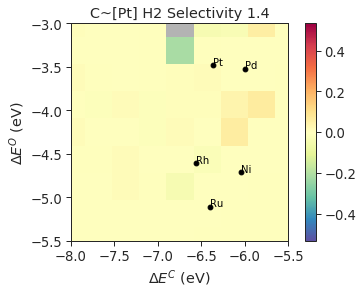 C~[Pt] H2 Selectivity 1.4
−3.0
−3.5
−4.0
−4.5
−5.0
−5.5
ΔE^O (eV)
Pt
Pd
Rh
Ni
Ru
−8.0 −7.5 −7.0 −6.5 −6.0 −5.5
ΔE^C (eV)
0.4
0.2
0.0
−0.2
−0.4